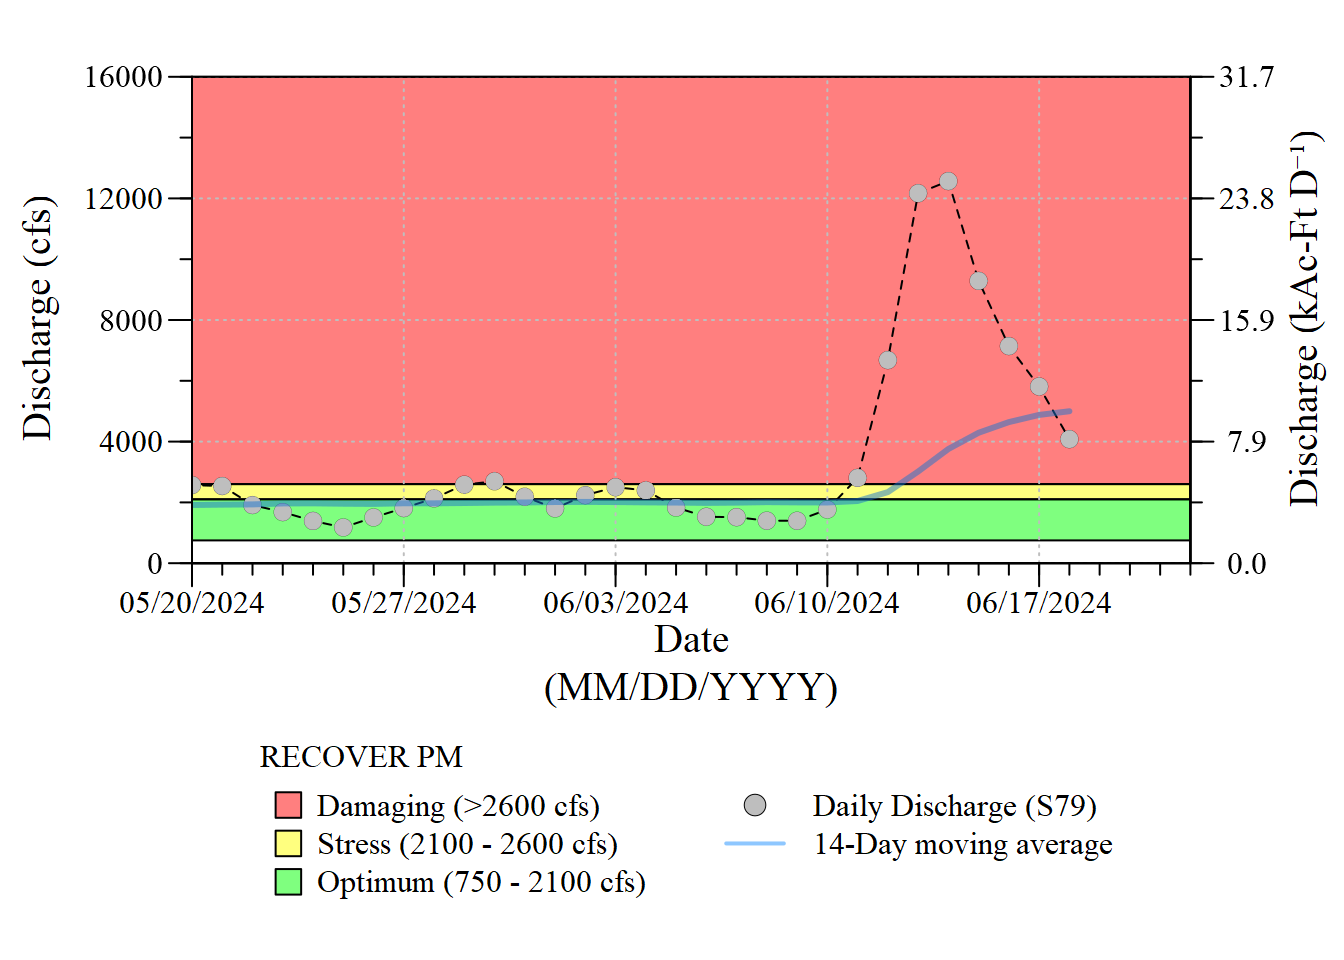 16000
12000
8000
4000
0
Discharge (cfs)
31.7
23.8
15.9
7.9
0.0
Discharge (kAc-Ft D⁻¹)
05/20/2024 05/27/2024 06/03/2024 06/10/2024 06/17/2024
Date
(MM/DD/YYYY)
RECOVER PM
Damaging (>2600 cfs)
Stress (2100 - 2600 cfs)
Optimum (750 - 2100 cfs)
Daily Discharge (S79)
14-Day moving average